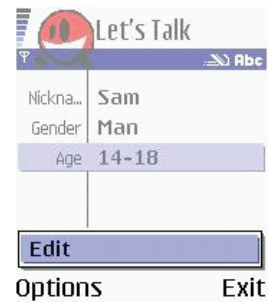 Let's Talk
Abc
Nickna... Sam
Gender Man
Age 14-18
Edit
Options Exit